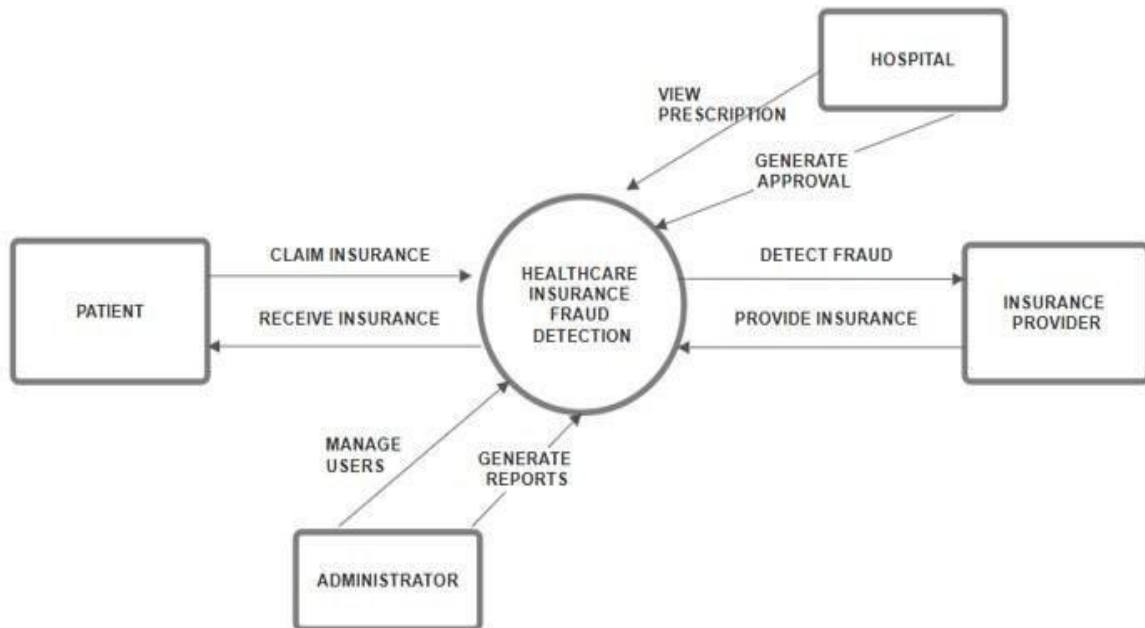 HOSPITAL
VIEW
PRESCRIPTION
GENERATE
APPROVAL
CLAIM INSURANCE
DETECT FRAUD
HEALTHCARE
INSURANCE
FRAUD
DETECTION
PATIENT
INSURANCE
PROVIDER
RECEIVE INSURANCE
PROVIDE INSURANCE
MANAGE
USERS
GENERATE
REPORTS
ADMINISTRATOR